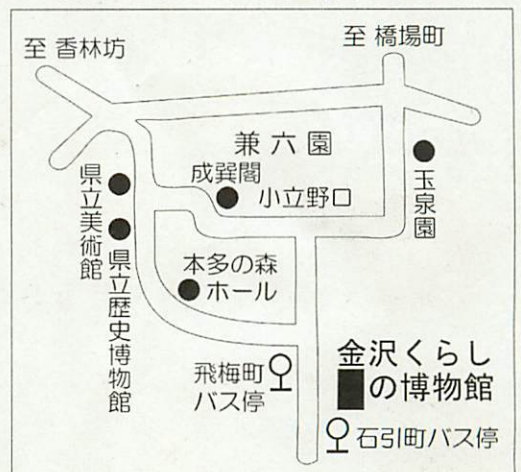 至 香林坊
至 橋場町
兼六園
成巽閣
小立野口
玉泉園
県立美術館
県立歴史博物館
本多の森
ホール
飛梅町
バス停
金沢くらし
の博物館
石引町バス停